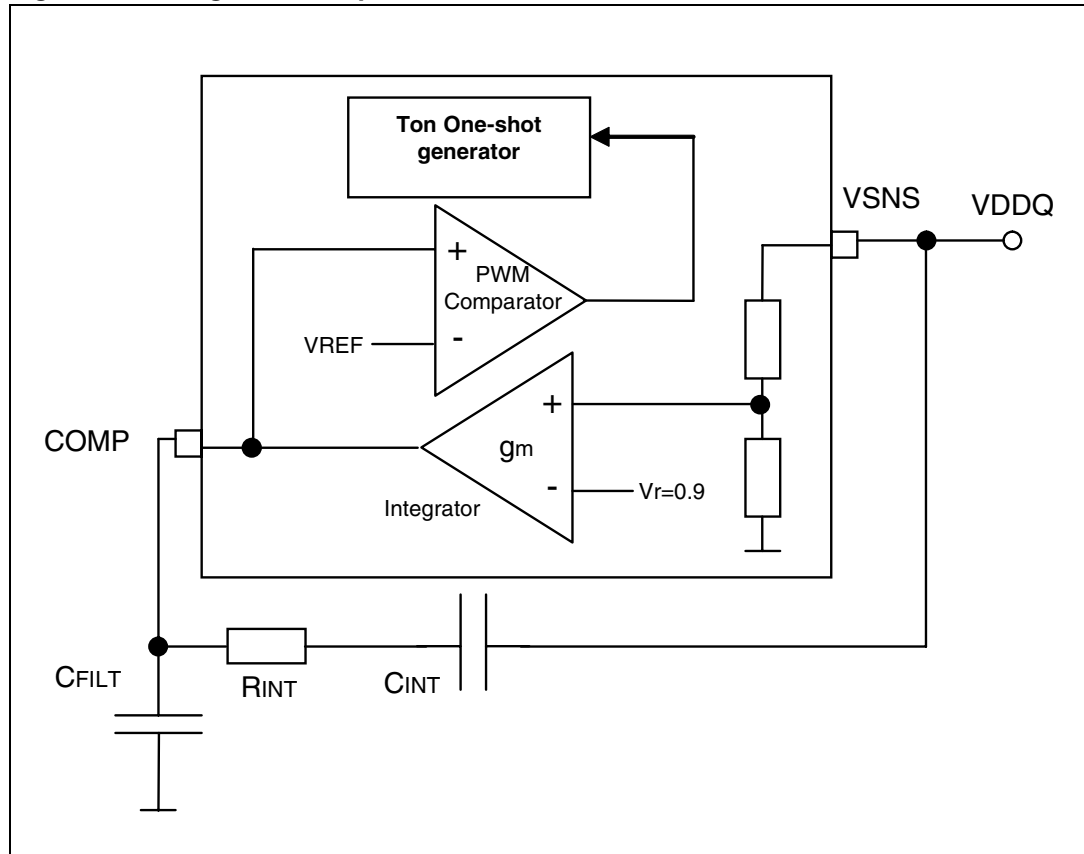 Ton One-shot
generator
VSNS
VDDQ
+
PWM
Comparator
VREF
-
+
COMP
gm
-
Vr=0.9
Integrator
CFILT
RINT
CINT